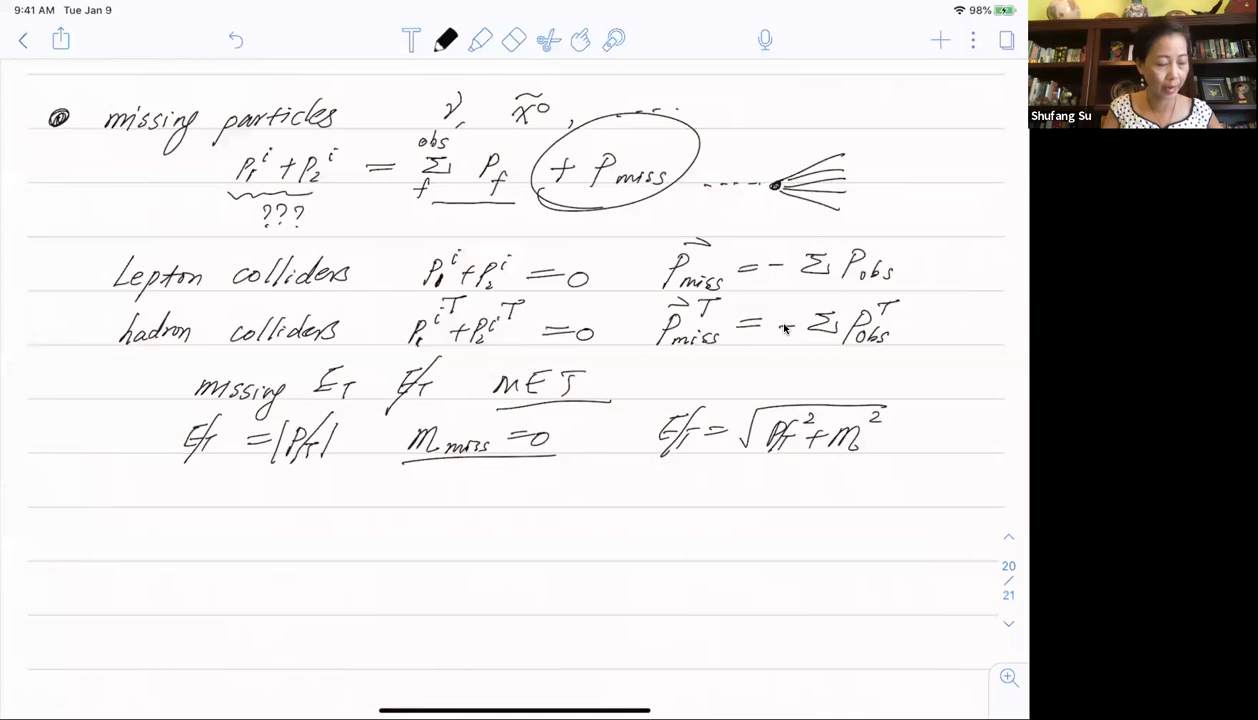 9:41 AM Tue Jan 9
98%
Shufang Su
• missing particles ν, χ̃⁰,
p₁ⁱ + p₂ⁱ = Σ_f^obs P_f + P_miss
???
Lepton colliders P₁ⁱ + P₂ⁱ = 0 P⃗_miss = - Σ P_obs
hadron colliders P₁ⁱᵀ + P₂ⁱᵀ = 0 P⃗_miss^T = - Σ P_obs^T
missing E_T E̸_T MET
E̸_T = |P̸_T| m_miss = 0 E̸_T = √(P̸_T² + m²)
20
/
21